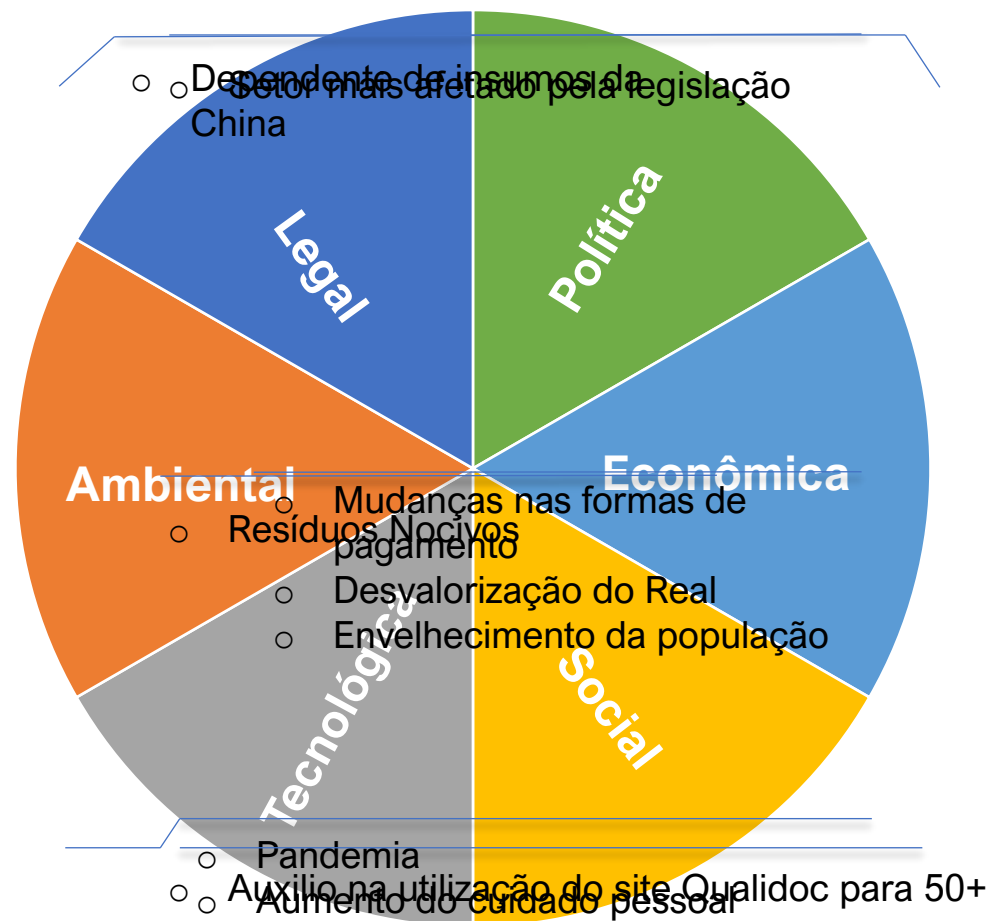 Dependente de insumos da
China
Setor mais afetado pela legislação
Legal
Política
Ambiental
Econômica
Mudanças nas formas de
pagamento
Resíduos Nocivos
Desvalorização do Real
Envelhecimento da população
Tecnológica
Social
Pandemia
Auxilio na utilização do site Qualidoc para 50+
Aumento do cuidado pessoal